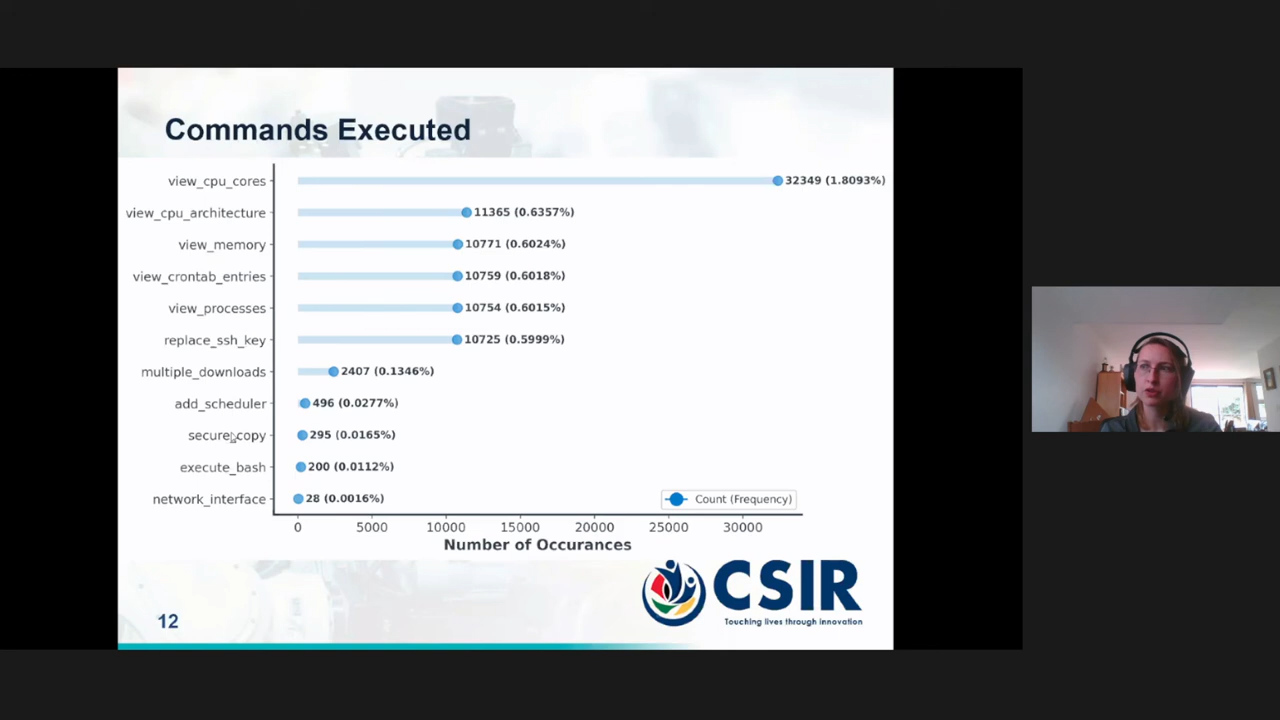 Commands Executed
view_cpu_cores 32349 (1.8093%)
view_cpu_architecture 11365 (0.6357%)
view_memory 10771 (0.6024%)
view_crontab_entries 10759 (0.6018%)
view_processes 10754 (0.6015%)
replace_ssh_key 10725 (0.5999%)
multiple_downloads 2407 (0.1346%)
add_scheduler 496 (0.0277%)
secure_copy 295 (0.0165%)
execute_bash 200 (0.0112%)
network_interface 28 (0.0016%)
Count (Frequency)
0 5000 10000 15000 20000 25000 30000
Number of Occurances
CSIR
Touching lives through innovation
12